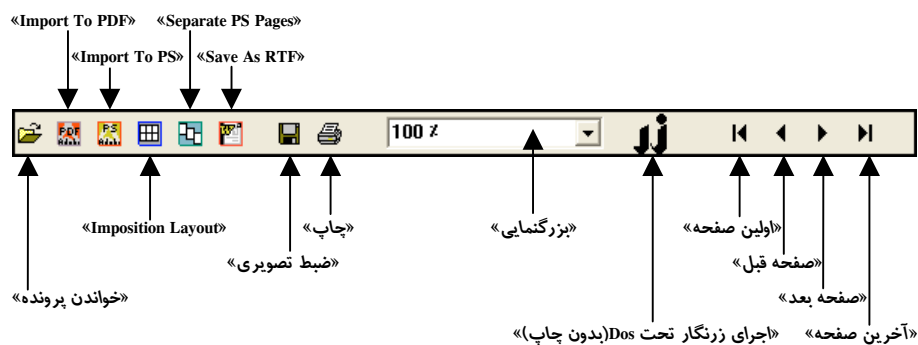 «Import To PDF» «Separate PS Pages»
«Import To PS» «Save As RTF»
PDF PS 100 %
«Imposition Layout» «چاپ» «بزرگنمایی» «اولین صفحه»
«ضبط تصویری» «صفحه قبل»
«خواندن پرونده» «صفحه بعد»
«اجرای زرنگار تحت Dos(بدون چاپ)» «آخرین صفحه»